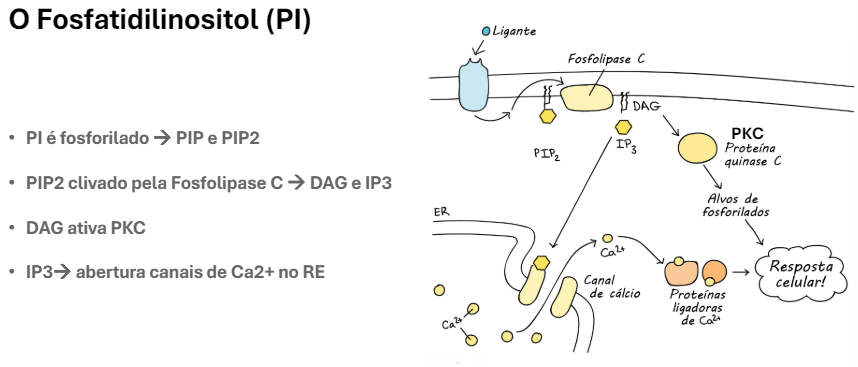 O Fosfatidilinositol (PI)
• PI é fosforilado → PIP e PIP2
• PIP2 clivado pela Fosfolipase C → DAG e IP3
• DAG ativa PKC
• IP3→ abertura canais de Ca2+ no RE
Ligante
Fosfolipase C
DAG
PIP₂
IP₃
PKC
Proteína
quinase C
Alvos de
fosforilados
ER
Ca²⁺
Canal
de cálcio
Ca²⁺
Proteínas
ligadoras
de Ca²⁺
Resposta
celular!